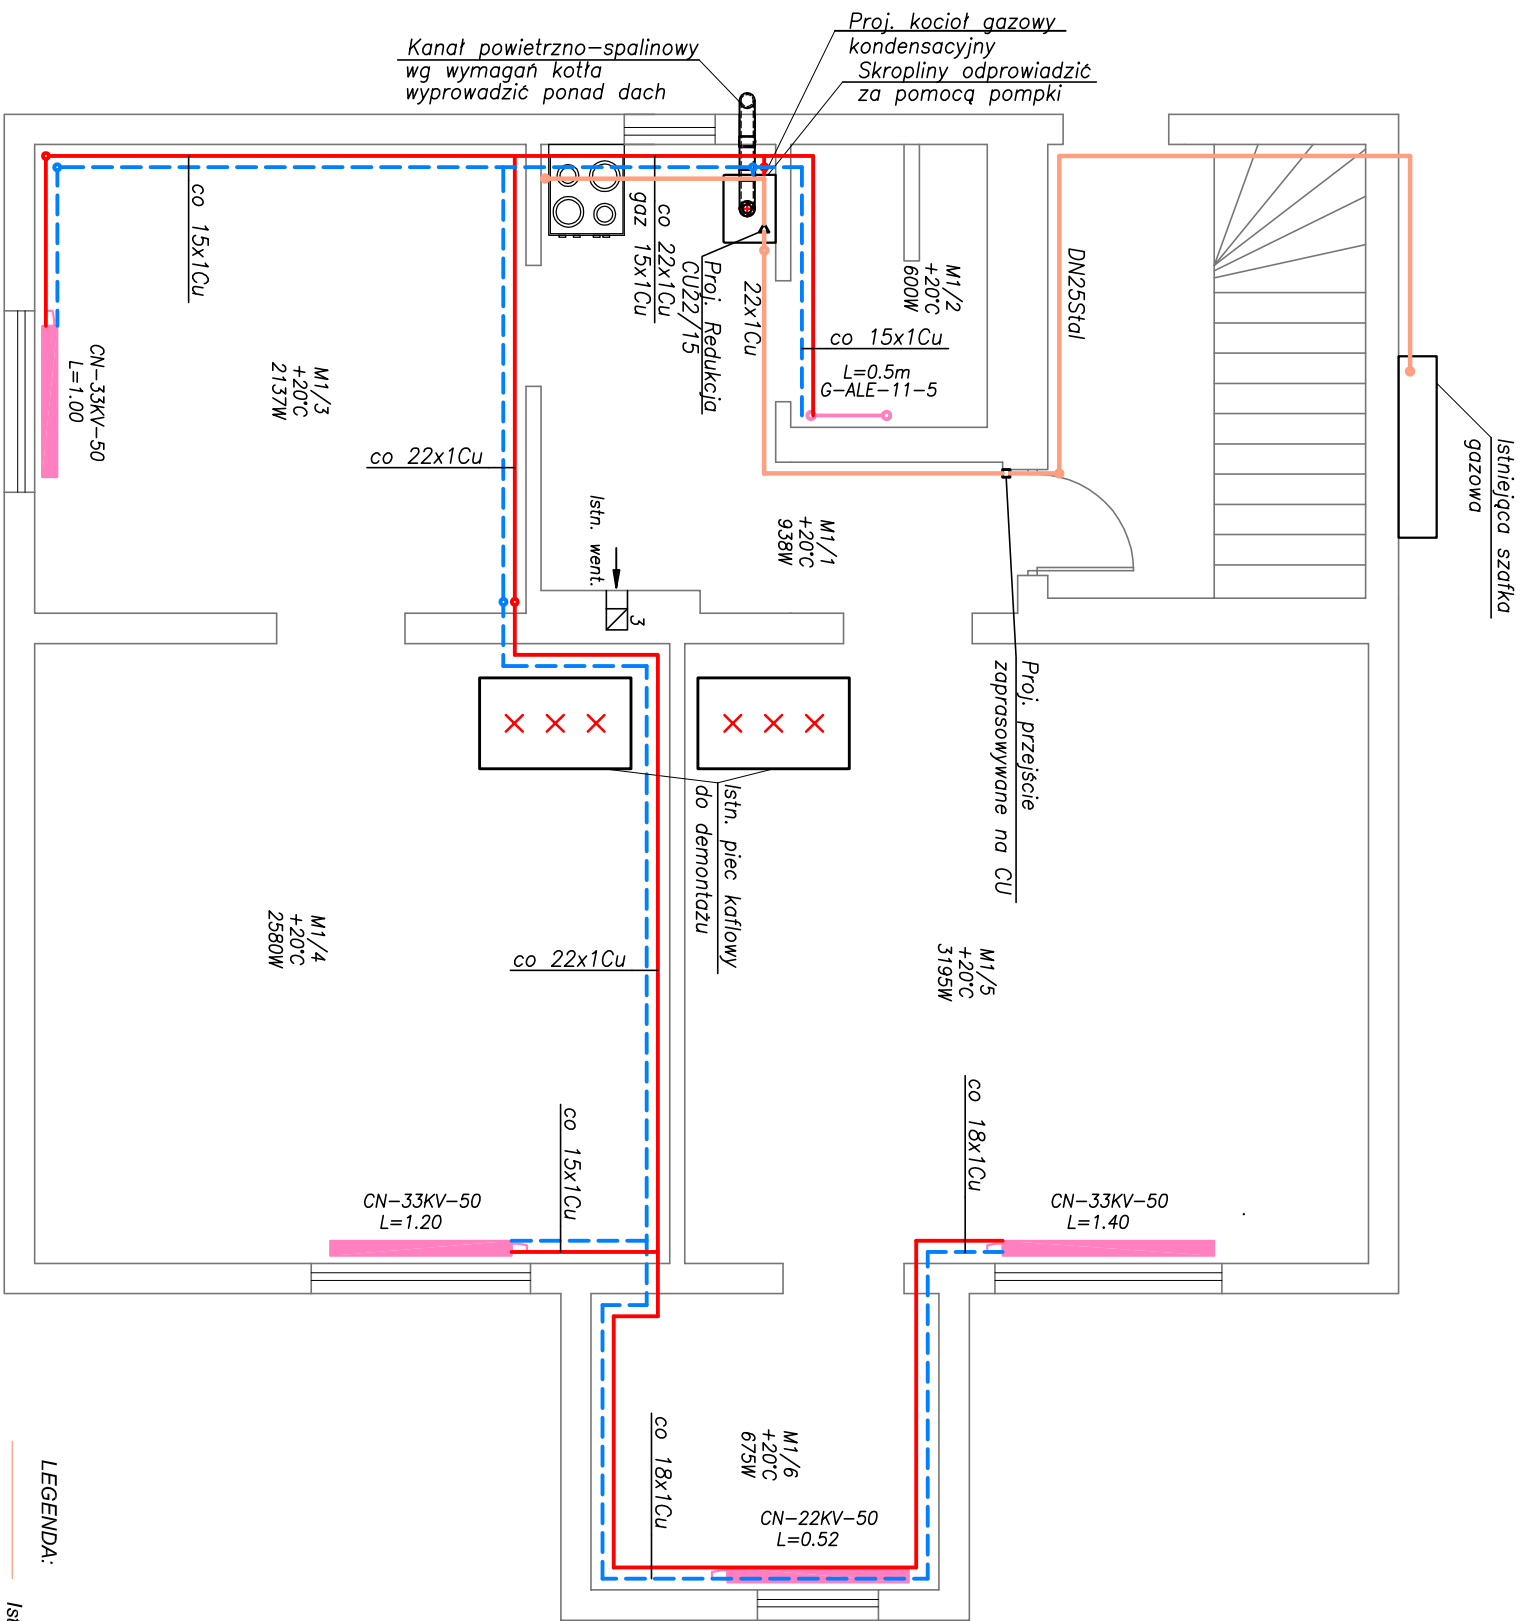 Proj. kocioł gazowy
kondensacyjny
Skropliny odprowiadzić
za pomocą pompki
Kanał powietrzno-spalinowy
wg wymagań kotła
wyprowadzić ponad dach
co 15x1Cu
co 22x1Cu
gaz 15x1Cu
Proj. Redukcja
CU22/15
22x1Cu
M1/2
+20°C
600W
DN25Stal
co 15x1Cu
L=0.5m
G-ALE-11-5
Istniejąca szafka
gazowa
CN-33KV-50
L=1.00
M1/3
+20°C
2137W
co 22x1Cu
Istn. went.
3
M1/1
+20°C
938W
Proj. przejście
zaprasowywane na CU
Istn. piec kaflowy
do demontażu
M1/4
+20°C
2580W
co 22x1Cu
M1/5
+20°C
3195W
co 15x1Cu
co 18x1Cu
CN-33KV-50
L=1.20
CN-33KV-50
L=1.40
co 18x1Cu
M1/6
+20°C
675W
CN-22KV-50
L=0.52
LEGENDA: